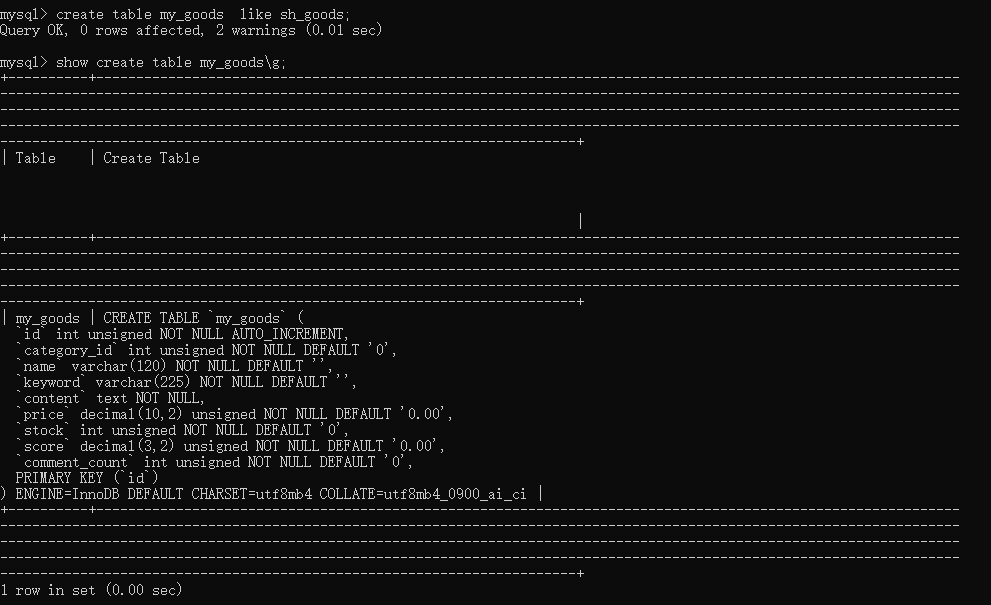 mysql> create table my_goods  like sh_goods;
Query OK, 0 rows affected, 2 warnings (0.01 sec)
mysql> show create table my_goods\g;
| Table    | Create Table
|
| my_goods | CREATE TABLE `my_goods` (
  `id` int unsigned NOT NULL AUTO_INCREMENT,
  `category_id` int unsigned NOT NULL DEFAULT '0',
  `name` varchar(120) NOT NULL DEFAULT '',
  `keyword` varchar(225) NOT NULL DEFAULT '',
  `content` text NOT NULL,
  `price` decimal(10,2) unsigned NOT NULL DEFAULT '0.00',
  `stock` int unsigned NOT NULL DEFAULT '0',
  `score` decimal(3,2) unsigned NOT NULL DEFAULT '0.00',
  `comment_count` int unsigned NOT NULL DEFAULT '0',
  PRIMARY KEY (`id`)
) ENGINE=InnoDB DEFAULT CHARSET=utf8mb4 COLLATE=utf8mb4_0900_ai_ci |
1 row in set (0.00 sec)